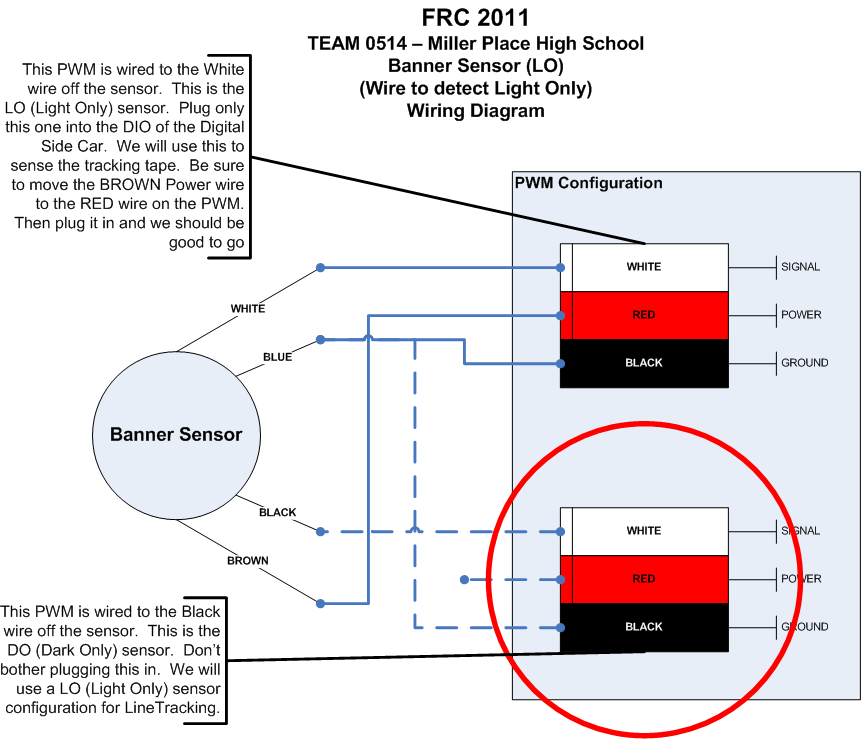 FRC 2011
TEAM 0514 – Miller Place High School
Banner Sensor (LO)
(Wire to detect Light Only)
Wiring Diagram
This PWM is wired to the White
wire off the sensor.  This is the
LO (Light Only) sensor.  Plug only
this one into the DIO of the Digital
Side Car.  We will use this to
sense the tracking tape.  Be sure
to move the BROWN Power wire
to the RED wire on the PWM.
Then plug it in and we should be
good to go
PWM Configuration
WHITE
SIGNAL
RED
POWER
BLACK
GROUND
WHITE
BLUE
Banner Sensor
BLACK
BROWN
WHITE
SIGNAL
RED
POWER
BLACK
GROUND
This PWM is wired to the Black
wire off the sensor.  This is the
DO (Dark Only) sensor.  Don't
bother plugging this in.  We will
use a LO (Light Only) sensor
configuration for LineTracking.